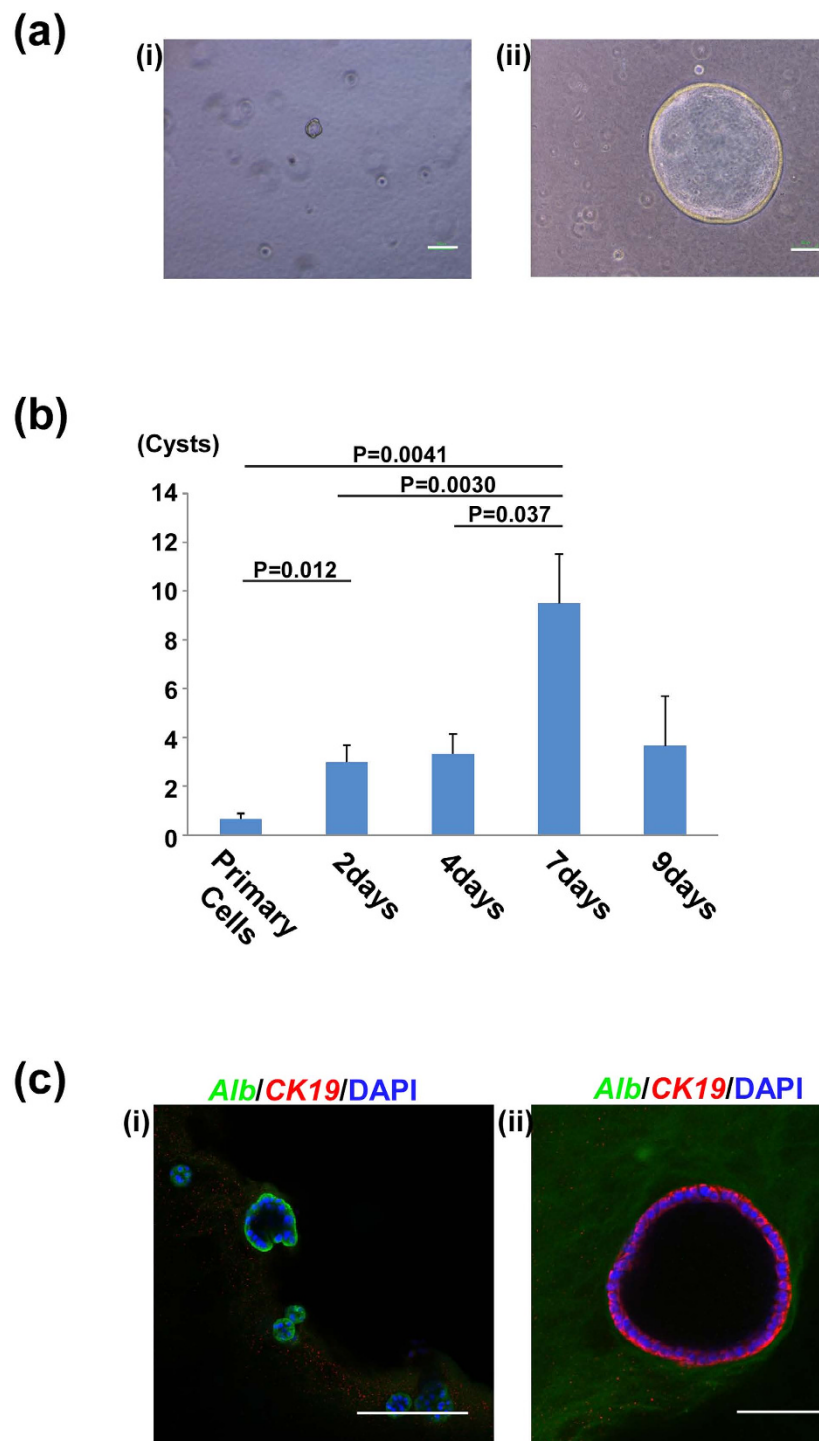 (a)
(i)
(ii)
(b)
(Cysts)
P=0.0041
P=0.0030
P=0.037
P=0.012
14
12
10
8
6
4
2
0
Primary
Cells
2days
4days
7days
9days
(c)
Alb/CK19/DAPI
Alb/CK19/DAPI
(i)
(ii)